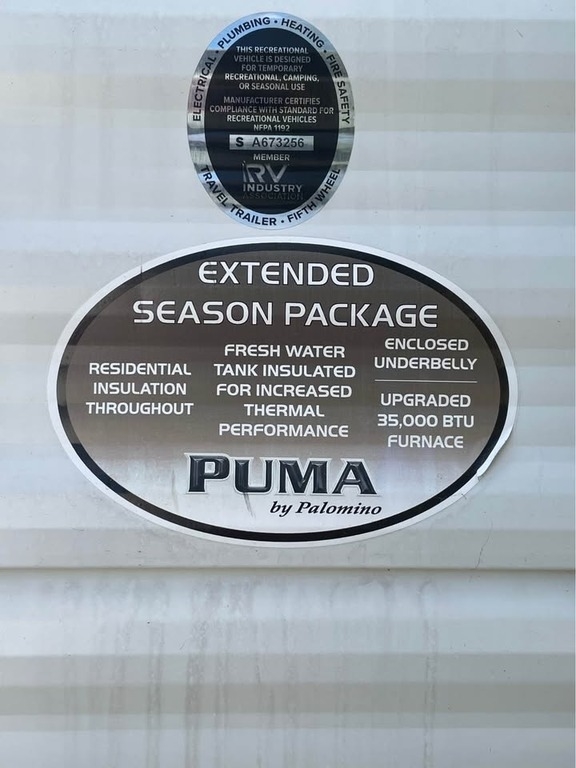 ELECTRICAL • PLUMBING • HEATING • FIRE SAFETY
THIS RECREATIONAL
VEHICLE IS DESIGNED
FOR TEMPORARY
RECREATIONAL, CAMPING,
OR SEASONAL USE
MANUFACTURER CERTIFIES
COMPLIANCE WITH STANDARD FOR
RECREATIONAL VEHICLES
NFPA 1192
S A673256
MEMBER
RV
INDUSTRY
ASSOCIATION
TRAVEL TRAILER • FIFTH WHEEL
EXTENDED
SEASON PACKAGE
RESIDENTIAL
INSULATION
THROUGHOUT
FRESH WATER
TANK INSULATED
FOR INCREASED
THERMAL
PERFORMANCE
ENCLOSED
UNDERBELLY
UPGRADED
35,000 BTU
FURNACE
PUMA
by Palomino